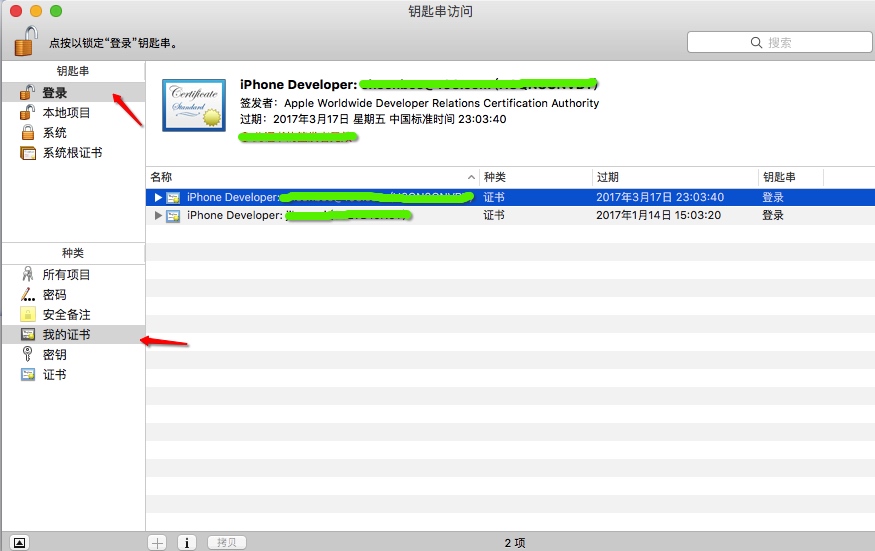 钥匙串访问
点按以锁定“登录”钥匙串。
搜索
钥匙串
登录
本地项目
系统
系统根证书
Certificate
Standard
iPhone Developer:
签发者：Apple Worldwide Developer Relations Certification Authority
过期：2017年3月17日 星期五 中国标准时间 23:03:40
名称 种类 过期 钥匙串
iPhone Developer: 证书 2017年3月17日 23:03:40 登录
iPhone Developer: 证书 2017年1月14日 15:03:20 登录
种类
所有项目
密码
安全备注
我的证书
密钥
证书
拷贝
2 项